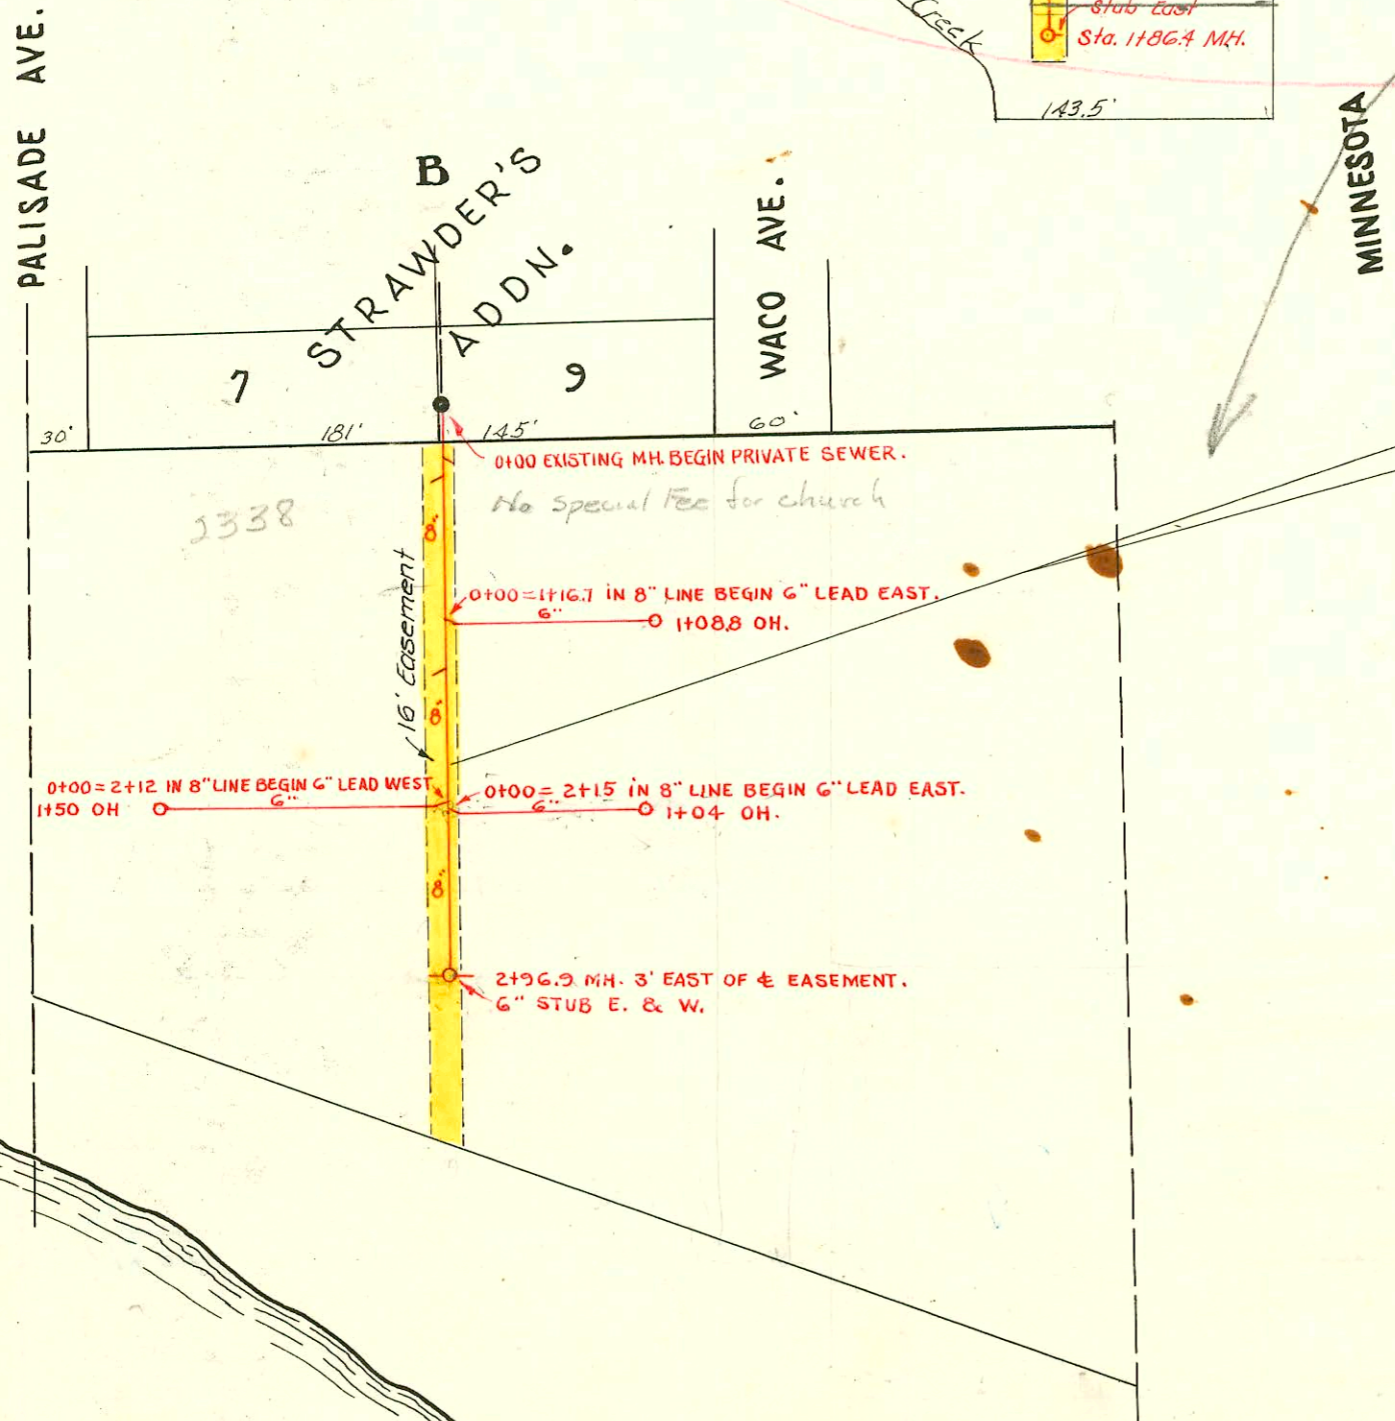 PALISADE AVE.
Creek
Stub East
Sta. 1+86.4 MH.
143.5'
MINNESOTA
B
STRAWDER'S
ADDN.
WACO AVE.
7
9
30'
181'
145'
60'
0+00 EXISTING MH. BEGIN PRIVATE SEWER.
No Special Fee for church
2338
8"
16' Easement
0+00=1+16.7 IN 8" LINE BEGIN 6" LEAD EAST.
6"
1+08.8 OH.
8"
0+00=2+12 IN 8" LINE BEGIN 6" LEAD WEST
6"
1+50 OH
0+00=2+15 IN 8" LINE BEGIN 6" LEAD EAST.
6"
1+04 OH.
8"
2+96.9 MH. 3' EAST OF ℄ EASEMENT.
6" STUB E. & W.